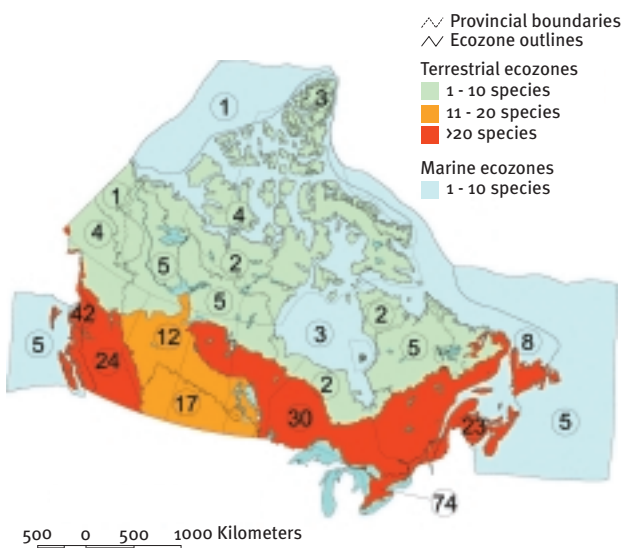 Provincial boundaries
Ecozone outlines
Terrestrial ecozones
1 - 10 species
11 - 20 species
>20 species
Marine ecozones
1 - 10 species
1
3
1
4
4
5
2
5
2
42
5
12
3
8
24
5
2
17
30
23
5
74
500 0 500 1000 Kilometers